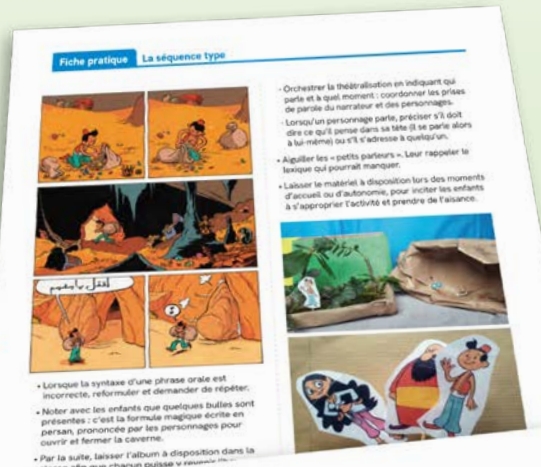 Fiche pratique La séquence type
• Lorsque la syntaxe d'une phrase orale est
incorrecte, reformuler et demander de répéter.
• Noter avec les enfants que quelques bulles sont
présentes : c'est la formule magique écrite en
persan, prononcée par les personnages pour
ouvrir et fermer la caverne.
• Par la suite, laisser l'album à disposition dans la
afin que chacun puisse y revenir
- Orchestrer la théâtralisation en indiquant qui
parle et à quel moment : coordonner les prises
de parole du narrateur et des personnages.
- Lorsqu'un personnage parle, préciser s'il doit
dire ce qu'il pense dans sa tête (il se parle alors
à lui-même) ou s'il s'adresse à quelqu'un.
• Aiguiller les « petits parleurs ». Leur rappeler le
lexique qui pourrait manquer.
• Laisser le matériel à disposition lors des moments
d'accueil ou d'autonomie, pour inciter les enfants
à s'approprier l'activité et prendre de l'aisance.